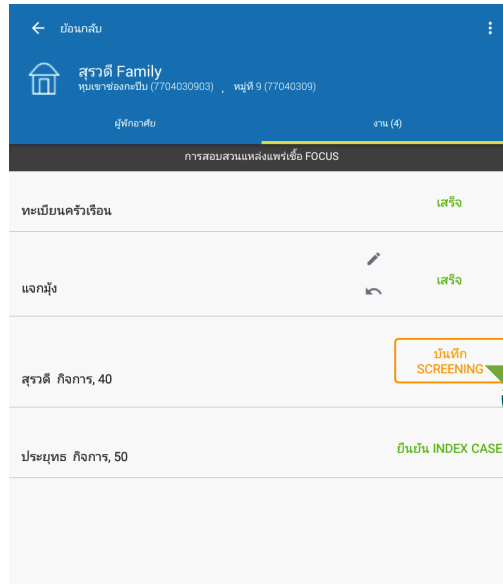 ย้อนกลับ
สุรวดี Family
หุบเขาช่องกะปีบ (7704030903) , หมู่ที่ 9 (77040309)
ผู้พักอาศัย
งาน (4)
การสอบสวนแหล่งแพร่เชื้อ FOCUS
ทะเบียนครัวเรือน
เสร็จ
แจกมุ้ง
เสร็จ
สุรวดี กิจการ, 40
บันทึก
SCREENING
ประยุทธ กิจการ, 50
ยืนยัน INDEX CASE